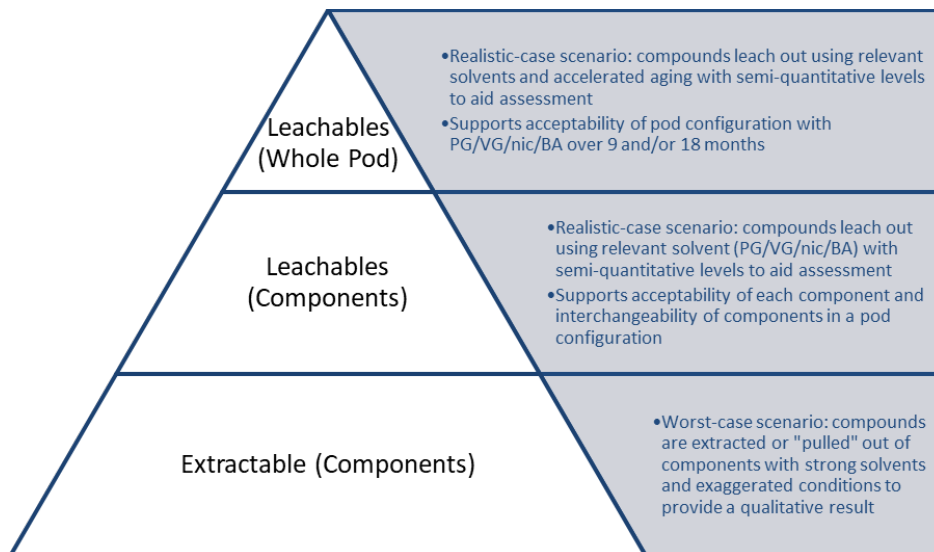 •Realistic-case scenario: compounds leach out using relevant
solvents and accelerated aging with semi-quantitative levels
to aid assessment
•Supports acceptability of pod configuration with
PG/VG/nic/BA over 9 and/or 18 months
Leachables
(Whole Pod)
•Realistic-case scenario: compounds leach out
using relevant solvent (PG/VG/nic/BA) with
semi-quantitative levels to aid assessment
•Supports acceptability of each component and
interchangeability of components in a pod
configuration
Leachables
(Components)
•Worst-case scenario: compounds
are extracted or "pulled" out of
components with strong solvents
and exaggerated conditions to
provide a qualitative result
Extractable (Components)